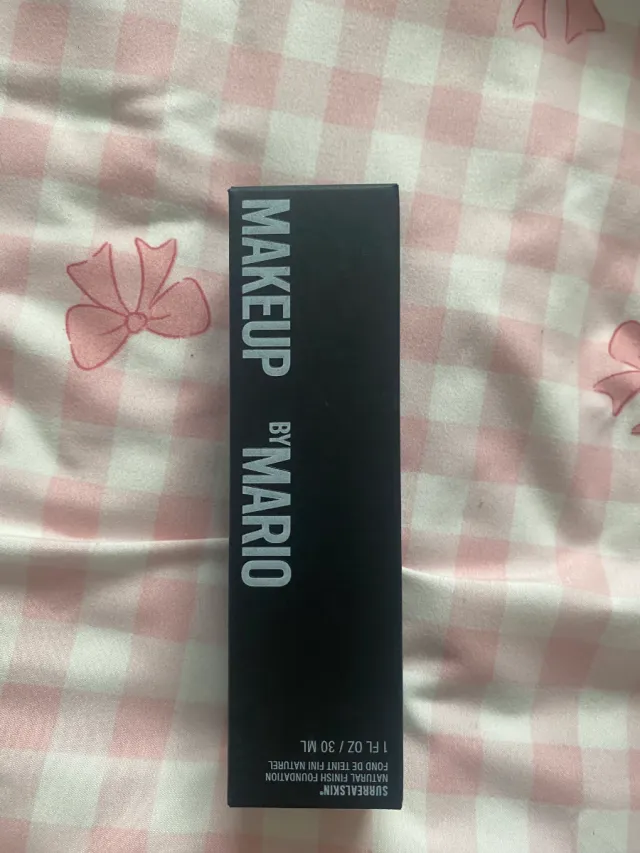 MAKEUP
BY MARIO
SURREALSKIN™
NATURAL FINISH FOUNDATION
FOND DE TEINT FINI NATUREL
1 FL OZ / 30 ML